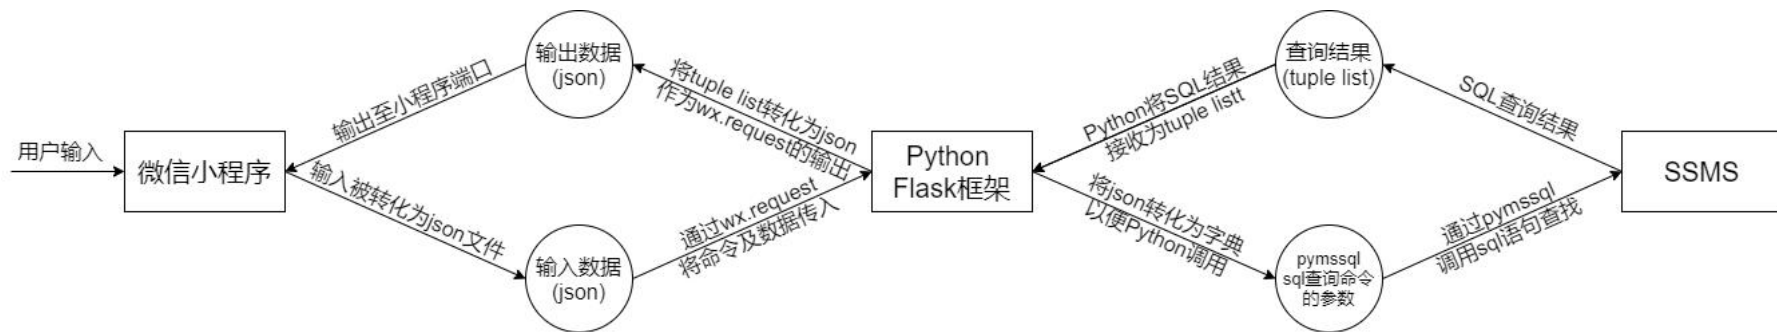 用户输入
微信小程序
输出至小程序端口
输出数据
(json)
将tuple list转化为json
作为wx.request的输出
输入被转化为json文件
输入数据
(json)
通过wx.request
将命令及数据传入
Python
Flask框架
Python将SQL结果
接收为tuple listt
查询结果
(tuple list)
SQL查询结果
将json转化为字典
以便Python调用
pymssql
sql查询命令
的参数
通过pymssql
调用sql语句查找
SSMS